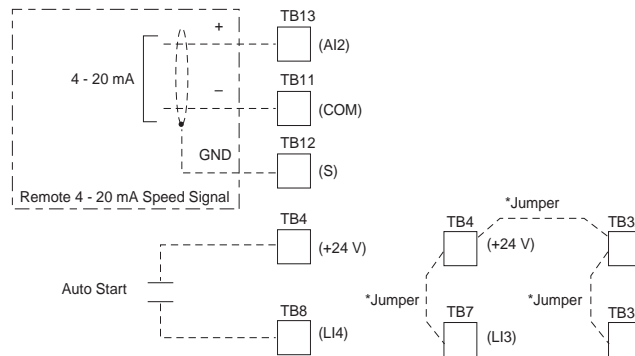 TB13
+
(AI2)
4 - 20 mA
TB11
–
(COM)
TB12
GND
(S)
Remote 4 - 20 mA Speed Signal
*Jumper
TB4
(+24 V)
TB4
(+24 V)
TB3
Auto Start
*Jumper
*Jumper
TB8
(LI4)
TB7
(LI3)
TB3